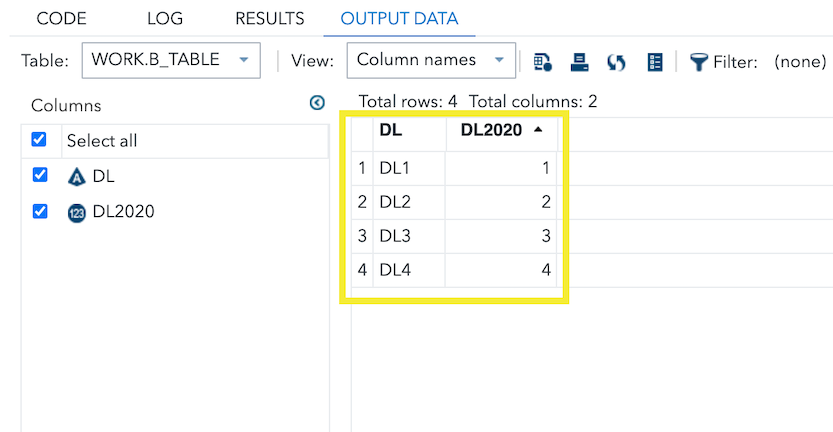 CODE LOG RESULTS OUTPUT DATA
Table: WORK.B_TABLE View: Column names Filter: (none)
Columns
Total rows: 4 Total columns: 2
Select all
DL
123 DL2020
DL DL2020
1 DL1 1
2 DL2 2
3 DL3 3
4 DL4 4